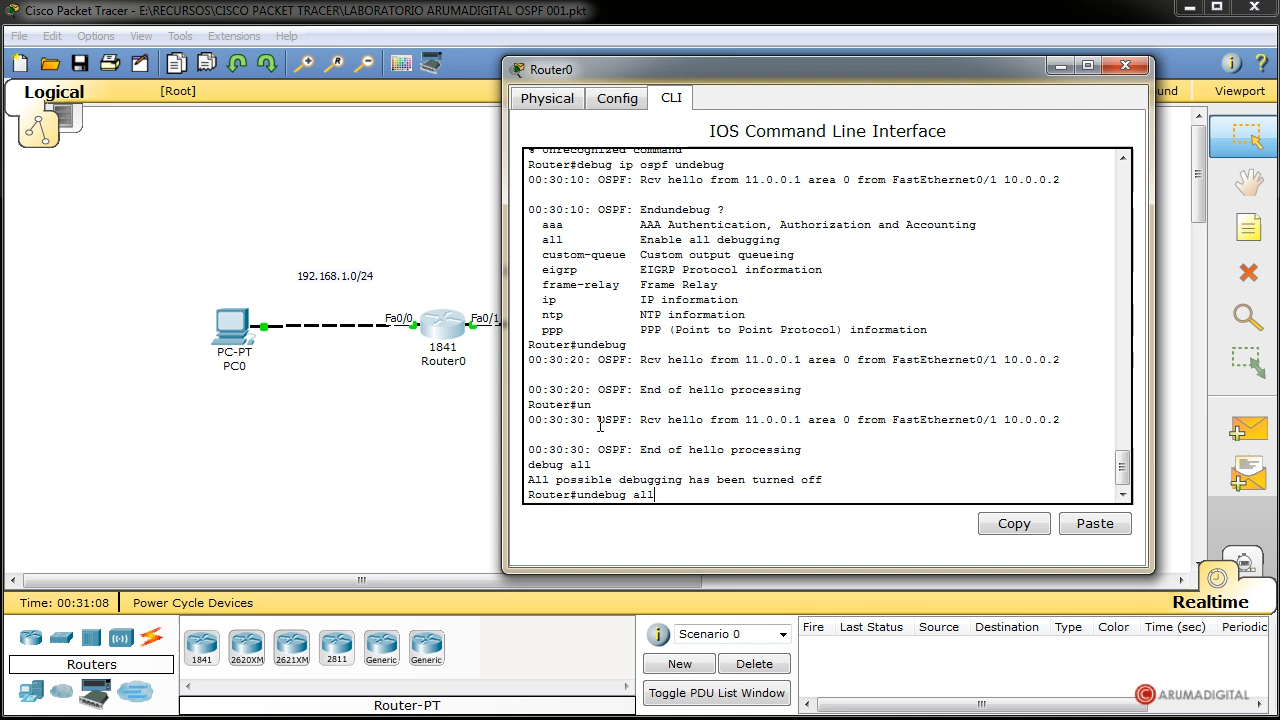 Cisco Packet Tracer - E:\RECURSOS\CISCO PACKET TRACER\LABORATORIO ARUMADIGITAL OSPF 001.pkt
File Edit Options View Tools Extensions Help
Logical
[Root]
und
Viewport
Router0
Physical Config CLI
IOS Command Line Interface
% Unrecognized command
Router#debug ip ospf undebug
00:30:10: OSPF: Rcv hello from 11.0.0.1 area 0 from FastEthernet0/1 10.0.0.2
00:30:10: OSPF: Endundebug ?
aaa AAA Authentication, Authorization and Accounting
all Enable all debugging
custom-queue Custom output queueing
eigrp EIGRP Protocol information
frame-relay Frame Relay
ip IP information
ntp NTP information
ppp PPP (Point to Point Protocol) information
Router#undebug
00:30:20: OSPF: Rcv hello from 11.0.0.1 area 0 from FastEthernet0/1 10.0.0.2
00:30:20: OSPF: End of hello processing
Router#un
00:30:30: OSPF: Rcv hello from 11.0.0.1 area 0 from FastEthernet0/1 10.0.0.2
00:30:30: OSPF: End of hello processing
debug all
All possible debugging has been turned off
Router#undebug all
Copy Paste
192.168.1.0/24
Fa0/0
Fa0/1
PC-PT
PC0
1841
Router0
Time: 00:31:08 Power Cycle Devices
Realtime
Routers
1841 2620XM 2621XM 2811 Generic Generic
Router-PT
Scenario 0
New Delete
Toggle PDU List Window
Fire Last Status Source Destination Type Color Time (sec) Periodic
ARUMADIGITAL